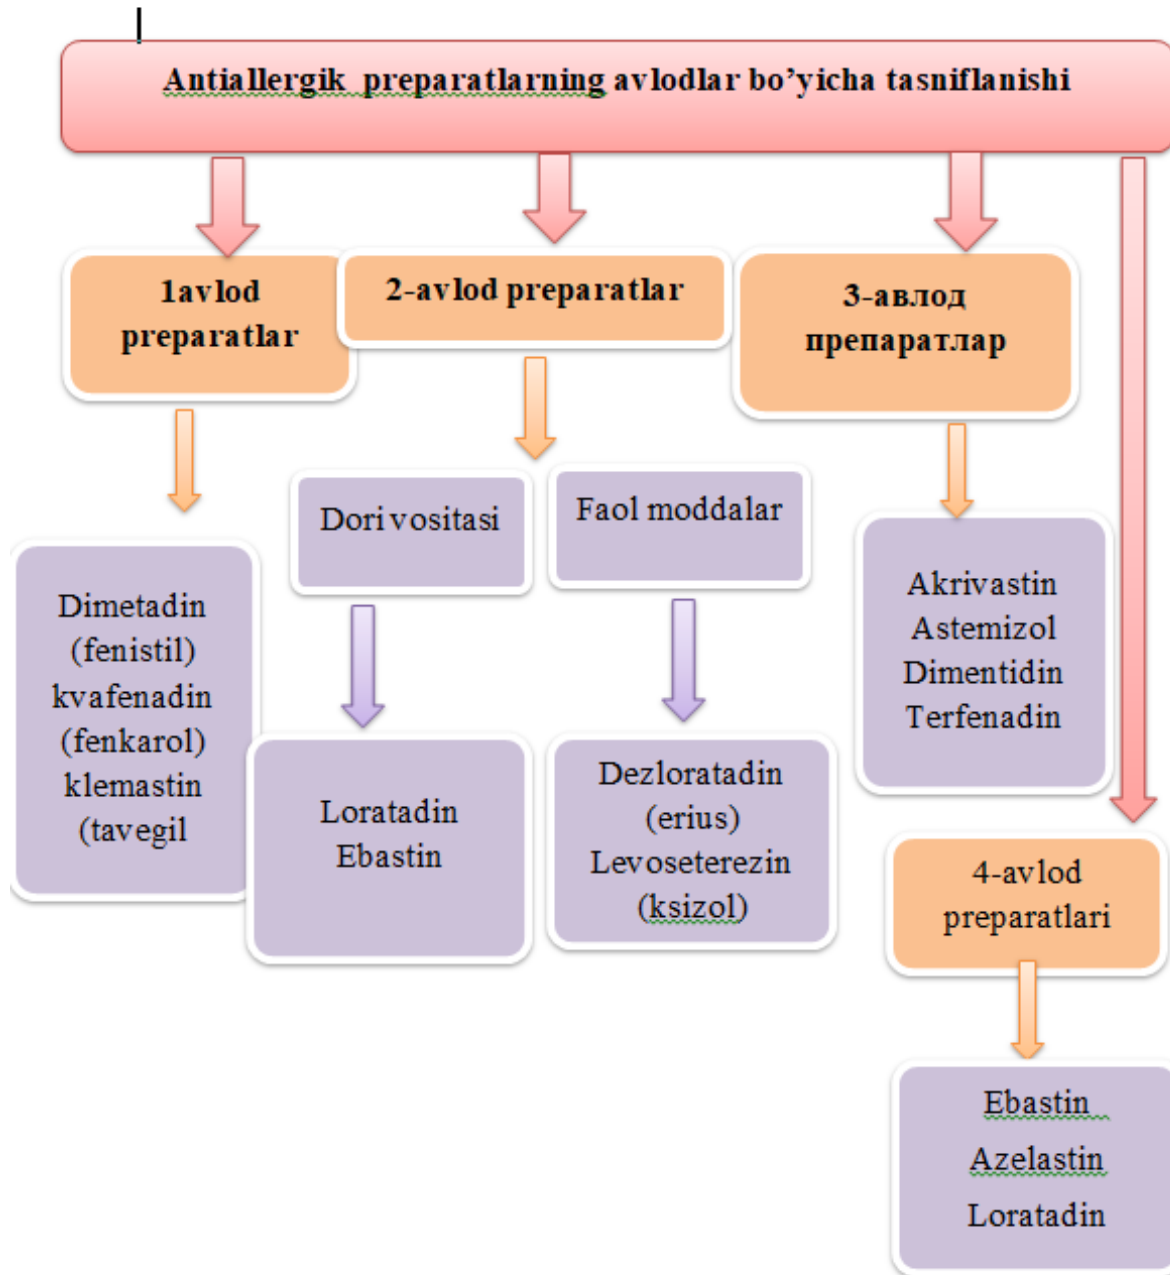 Antiallergik preparatlarning avlodlar bo’yicha tasniflanishi
1avlod
preparatlar
2-avlod preparatlar
3-авлод
препаратлар
Dori vositasi
Faol moddalar
Dimetadin
(fenistil)
kvafenadin
(fenkarol)
klemastin
(tavegil
Loratadin
Ebastin
Dezloratadin
(erius)
Levoseterezin
(ksizol)
Akrivastin
Astemizol
Dimentidin
Terfenadin
4-avlod
preparatlari
Ebastin
Azelastin
Loratadin